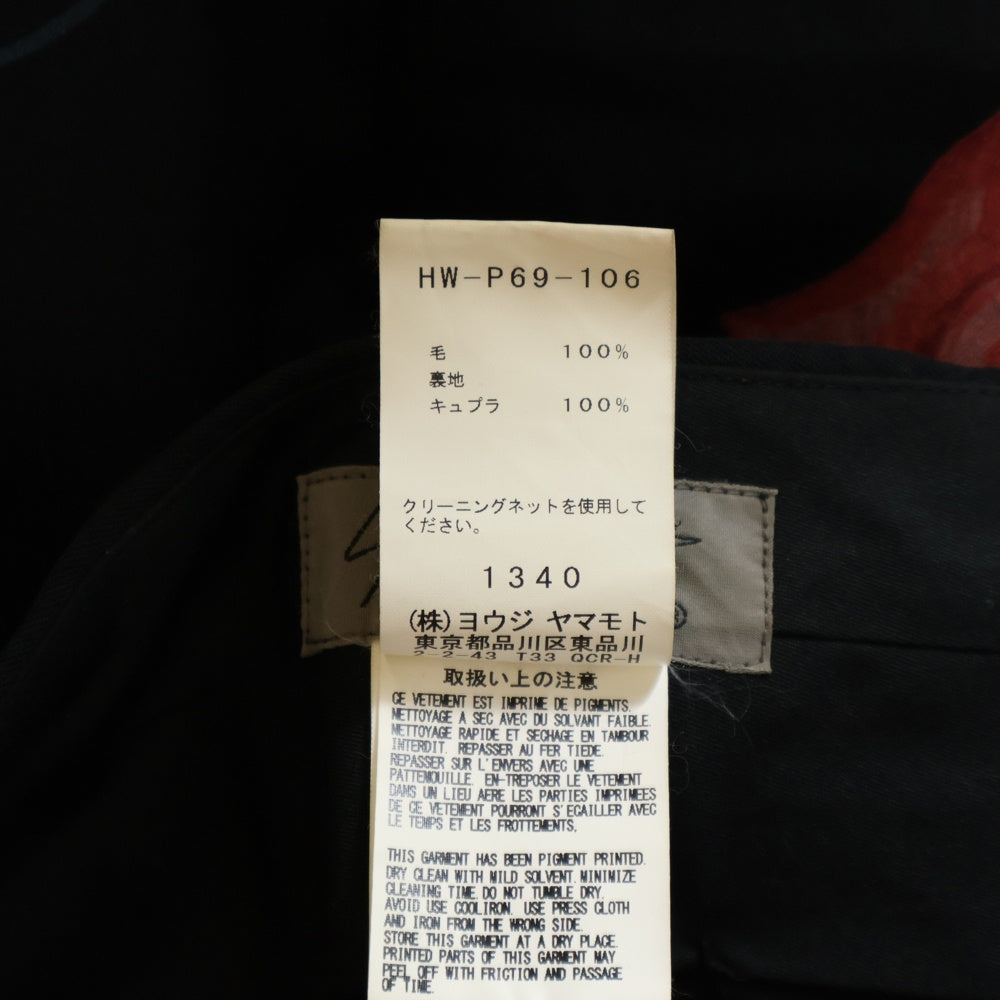 HW-P69-106
毛 100%
裏地
キュプラ 100%
クリーニングネットを使用して
ください。
1340
(株)ヨウジ ヤマモト
東京都品川区東品川
2-2-43 T33 QCR-H
取扱い上の注意
CE VETEMENT EST IMPRIME DE PIGMENTS.
NETTOYAGE A SEC AVEC DU SOLVANT FAIBLE.
NETTOYAGE RAPIDE ET SECHAGE EN TAMBOUR
INTERDIT. REPASSER AU FER TIEDE.
REPASSER SUR L'ENVERS AVEC UNE
PATTEMOUILLE. EN-TREPOSER LE VETEMENT
DANS UN LIEU AERE LES PARTIES IMPRIMEES
DE CE VETEMENT POURRONT S'ECAILLER AVEC
LE TEMPS ET LES FROTTEMENTS.
THIS GARMENT HAS BEEN PIGMENT PRINTED.
DRY CLEAN WITH MILD SOLVENT.MINIMIZE
CLEANING TIME.DO NOT TUMBLE DRY.
AVOID USE COOLIRON. USE PRESS CLOTH
AND IRON FROM THE WRONG SIDE.
STORE THIS GARMENT AT A DRY PLACE.
PRINTED PARTS OF THIS GARMENT MAY
PEEL OFF WITH FRICTION AND PASSAGE
OF TIME.